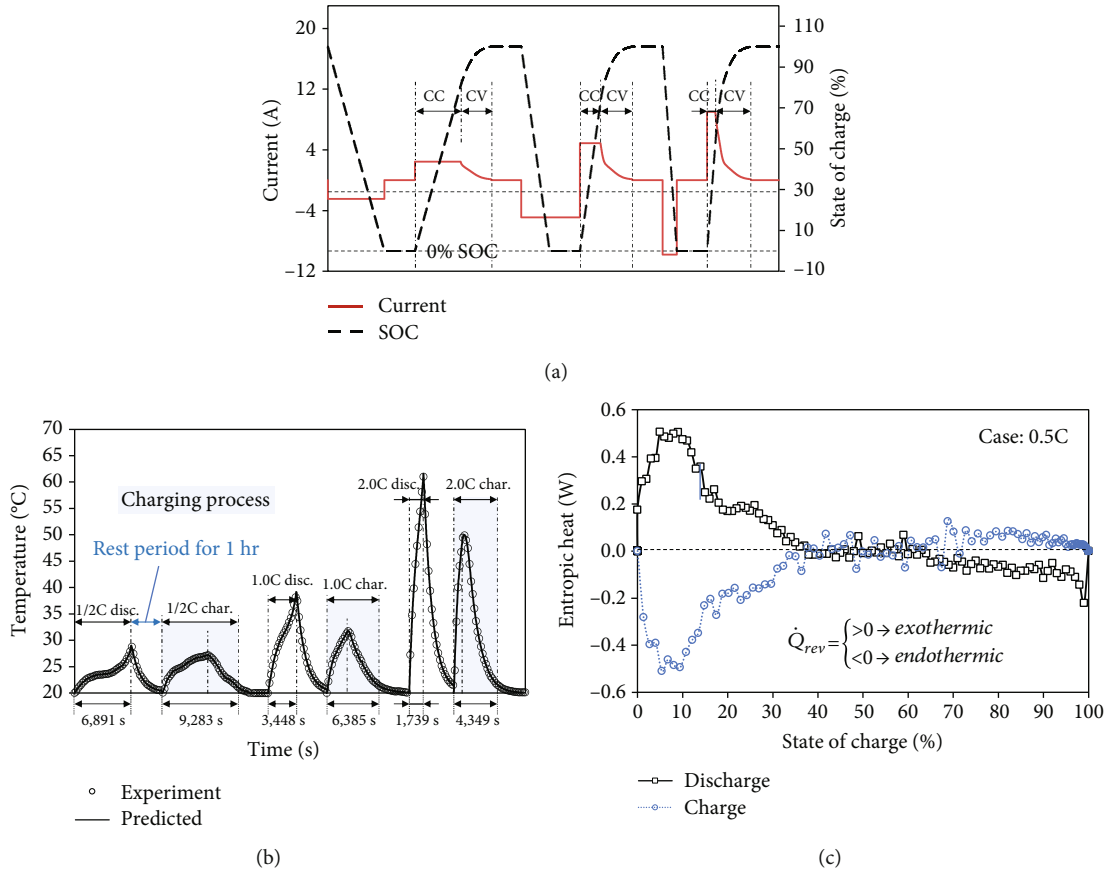 20
12
4
−4
−12
Current (A)
110
90
70
50
30
10
−10
State of charge (%)
CC CV
CC CV
CC CV
0% SOC
Current
SOC
(a)
70
65
60
55
50
45
40
35
30
25
20
Temperature (°C)
Charging process
Rest period for 1 hr
1/2C disc.
1/2C char.
1.0C disc.
1.0C char.
2.0C disc.
2.0C char.
6,891 s
9,283 s
3,448 s
6,385 s
1,739 s
4,349 s
Time (s)
Experiment
Predicted
(b)
0.6
0.4
0.2
0.0
−0.2
−0.4
−0.6
Entropic heat (W)
Case: 0.5C
Q̇rev = { >0 → exothermic
<0 → endothermic
0 10 20 30 40 50 60 70 80 90 100
State of charge (%)
Discharge
Charge
(c)